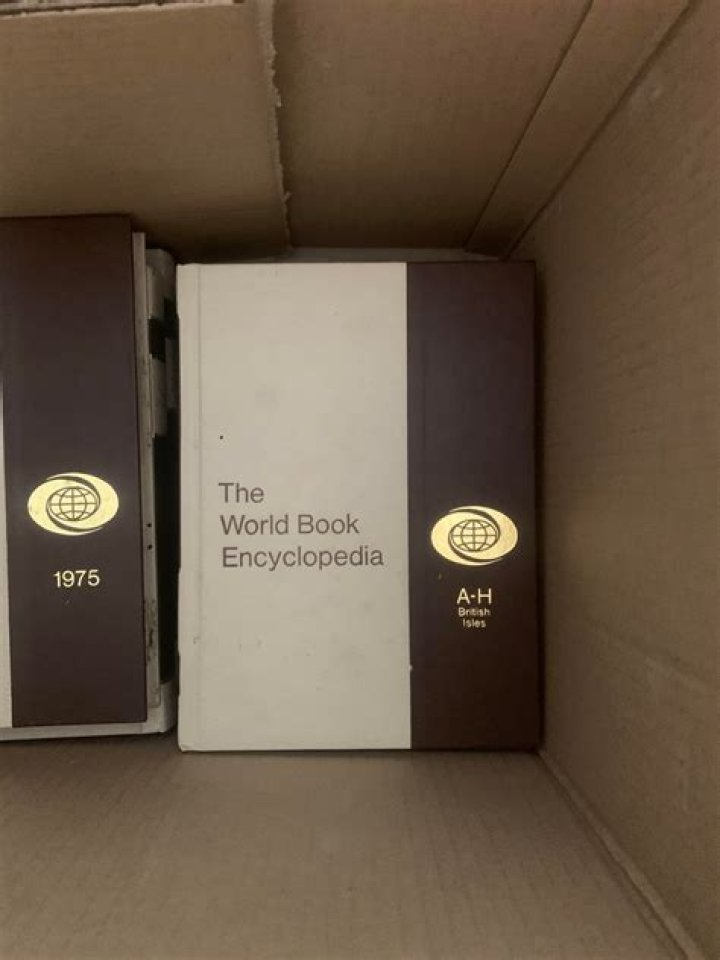 1975
The
World Book
Encyclopedia
A-H
British
Isles